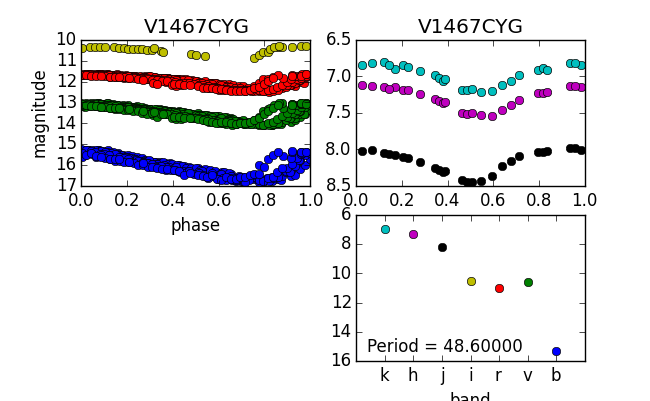 V1467CYG
10
11
12
13
14
15
16
17
magnitude
0.0 0.2 0.4 0.6 0.8 1.0
phase
V1467CYG
6.5
7.0
7.5
8.0
8.5
0.0 0.2 0.4 0.6 0.8 1.0
6
8
10
12
14
16
Period = 48.60000
k h j i r v b
band